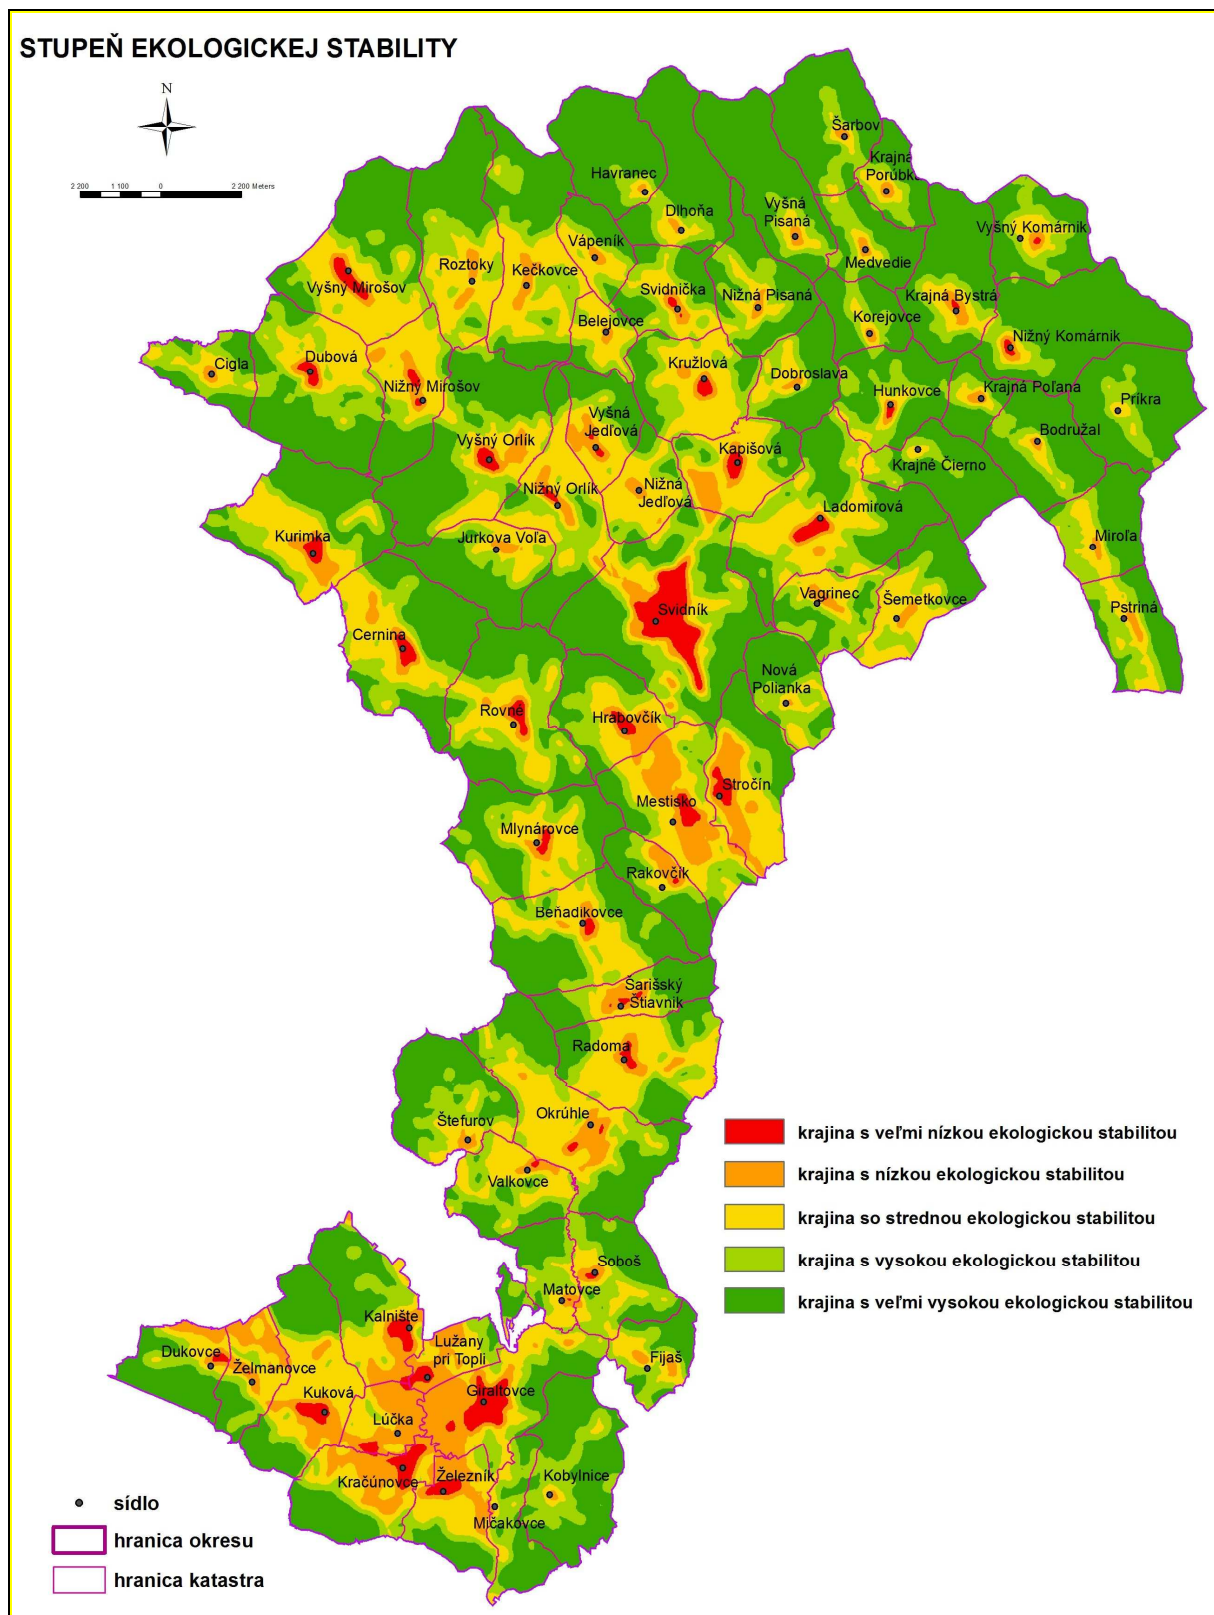 STUPEŇ EKOLOGICKEJ STABILITY
N
2 200 1 100 0 2 200 Meters
Šarbov
Krajná
Porúbka
Havranec
Dlhoňa
Vyšná
Pisaná
Vyšný Komárnik
Vápeník
Medvedie
Roztoky
Kečkovce
Vyšný Mirošov
Svidnička
Nižná Pisaná
Krajná Bystrá
Belejovce
Korejovce
Nižný Komárnik
Cigla
Dubová
Kružlová
Dobroslava
Nižný Mirošov
Hunkovce
Krajná Poľana
Príkra
Vyšná
Jedľová
Bodružal
Vyšný Orlík
Kapišová
Krajné Čierno
Nižný Orlík
Nižná
Jedľová
Ladomirová
Kurimka
Jurkova Voľa
Miroľa
Vagrinec
Šemetkovce
Svidník
Pstriná
Cernina
Nová
Polianka
Rovné
Hrabovčík
Stročín
Mestisko
Mlynárovce
Rakovčík
Beňadikovce
Šarišský
Štiavnik
Radoma
Štefurov
Okrúhle
Valkovce
krajina s veľmi nízkou ekologickou stabilitou
krajina s nízkou ekologickou stabilitou
krajina so strednou ekologickou stabilitou
krajina s vysokou ekologickou stabilitou
krajina s veľmi vysokou ekologickou stabilitou
Soboš
Matovce
Kalnište
Lužany
pri Topli
Dukovce
Želmanovce
Fijaš
Kuková
Giraltovce
Lúčka
Kračúnovce
Železník
Kobylnice
Mičakovce
sídlo
hranica okresu
hranica katastra